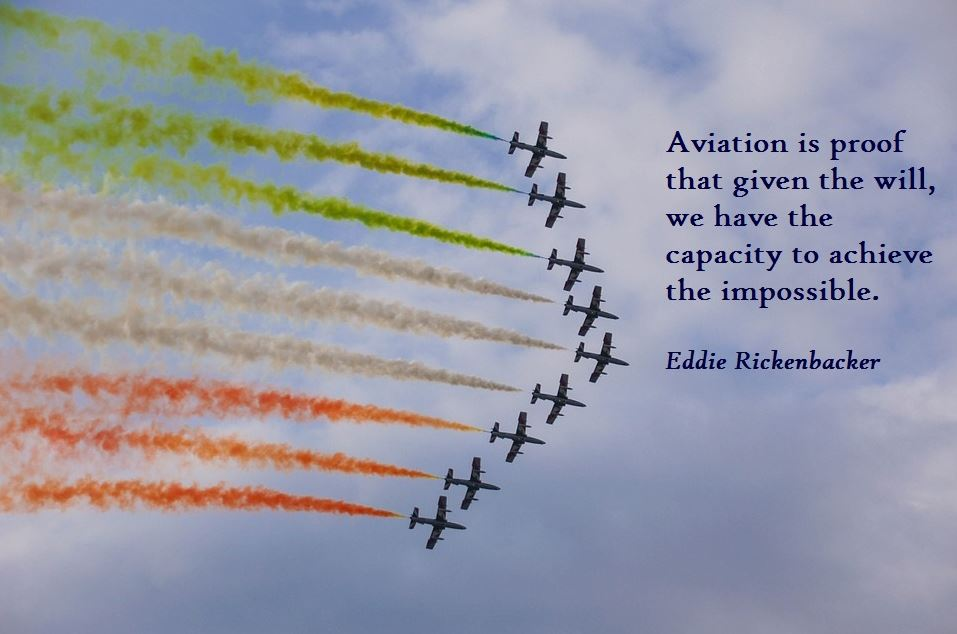 Aviation is proof
that given the will,
we have the
capacity to achieve
the impossible.
Eddie Rickenbacker